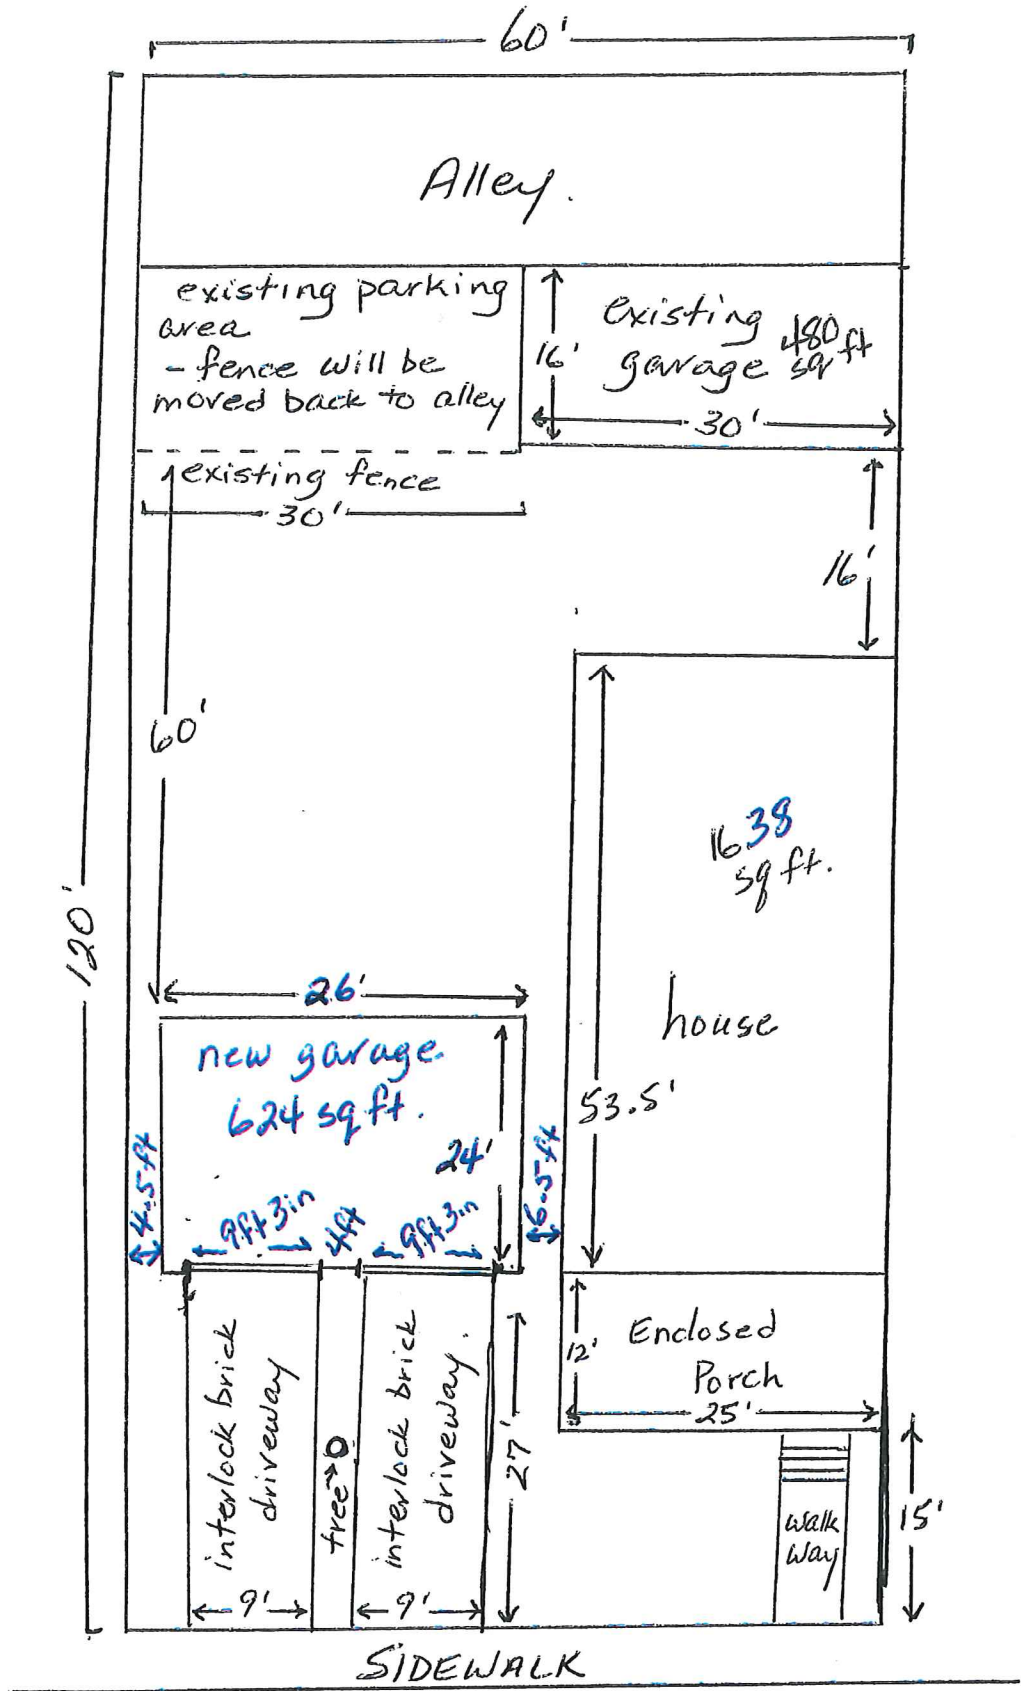 60'
Alley.
existing parking
area
- fence will be
moved back to alley
16'
existing
garage 480
sq ft
30'
existing fence
30'
16'
60'
120'
1638
sq ft.
house
53.5'
26'
new garage
624 sq ft.
24'
4.5 ft
6.5 ft
9ft 3in
4ft
9ft 3in
12'
Enclosed
Porch
25'
interlock brick
driveway
tree
interlock brick
driveway.
27'
walk
way
15'
9'
9'
SIDEWALK